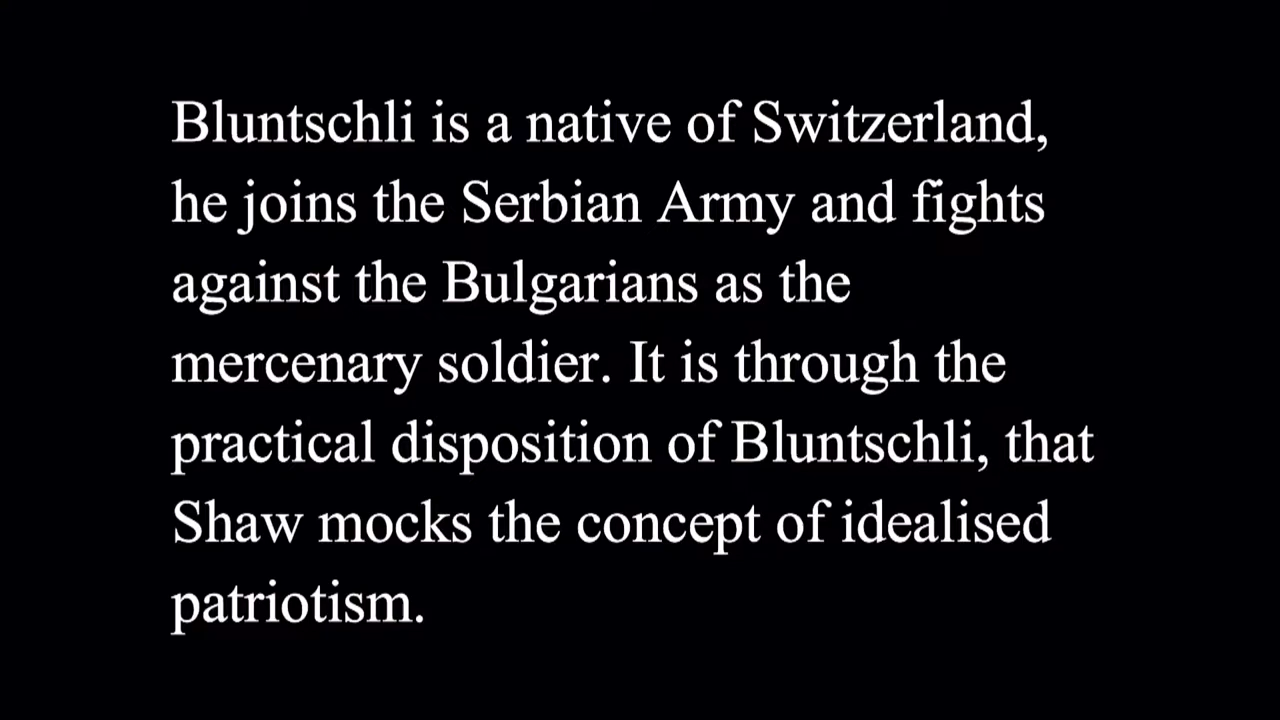 Bluntschli is a native of Switzerland,
he joins the Serbian Army and fights
against the Bulgarians as the
mercenary soldier. It is through the
practical disposition of Bluntschli, that
Shaw mocks the concept of idealised
patriotism.